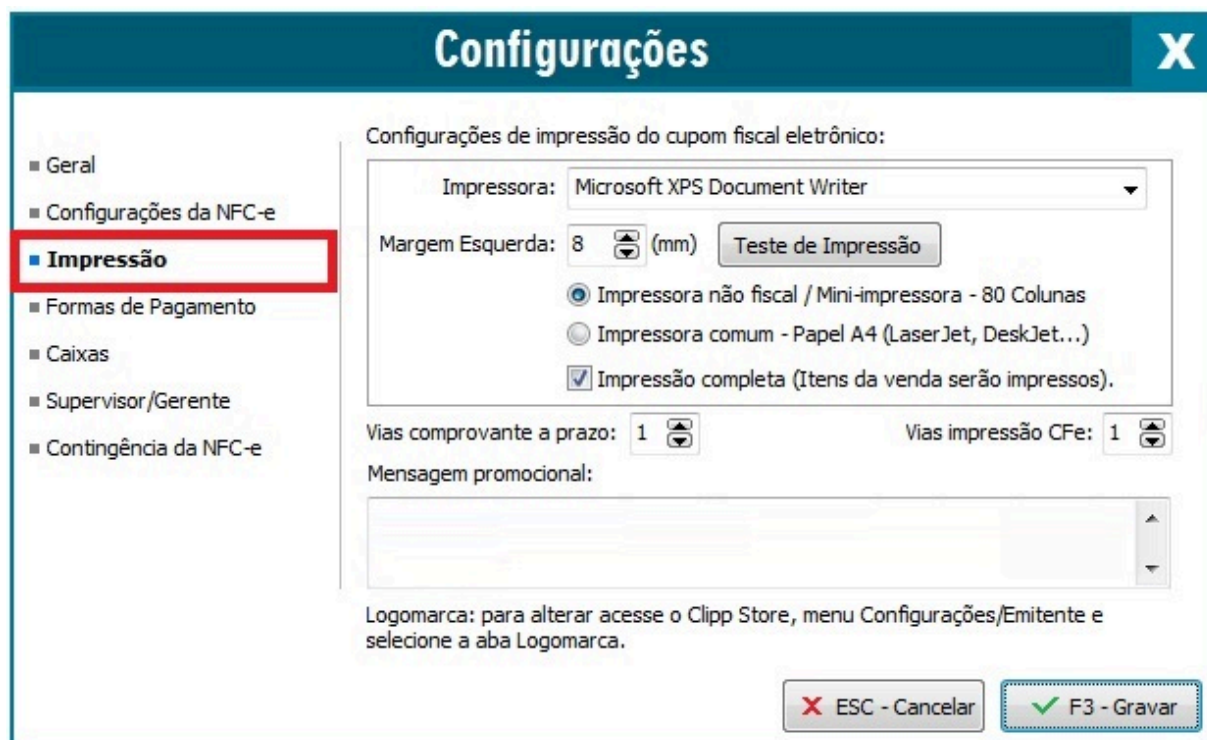 Configurações
X
Geral
Configurações da NFC-e
Impressão
Formas de Pagamento
Caixas
Supervisor/Gerente
Contingência da NFC-e
Configurações de impressão do cupom fiscal eletrônico:
Impressora: Microsoft XPS Document Writer
Margem Esquerda: 8 (mm) Teste de Impressão
Impressora não fiscal / Mini-impressora - 80 Colunas
Impressora comum - Papel A4 (LaserJet, DeskJet...)
Impressão completa (Itens da venda serão impressos).
Vias comprovante a prazo: 1 Vias impressão CFe: 1
Mensagem promocional:
Logomarca: para alterar acesse o Clipp Store, menu Configurações/Emitente e
selecione a aba Logomarca.
ESC - Cancelar F3 - Gravar